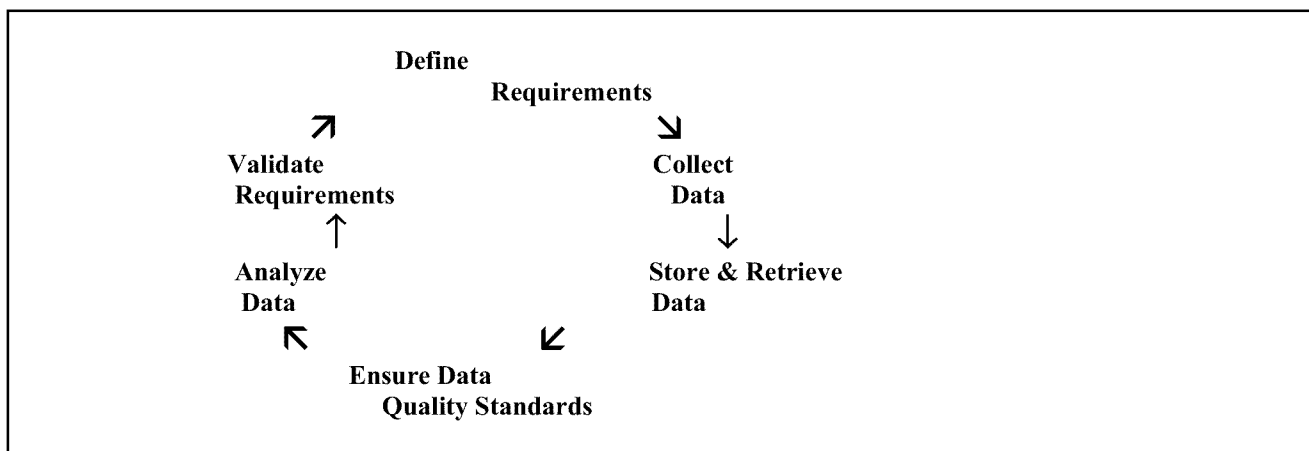 Define
Requirements
Validate
Requirements
Collect
Data
Analyze
Data
Store & Retrieve
Data
Ensure Data
Quality Standards